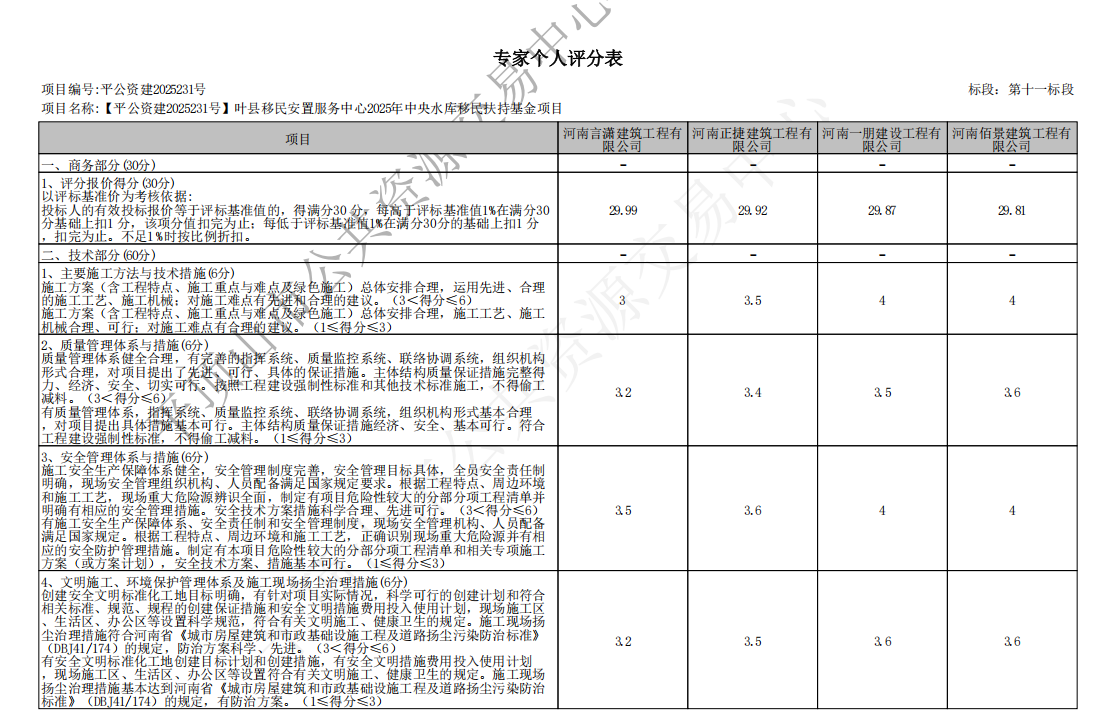 专家个人评分表
项目编号:平公资建2025231号
标段：第十一标段
项目名称:【平公资建2025231号】叶县移民安置服务中心2025年中央水库移民扶持基金项目
项目
河南言潇建筑工程有限公司
河南正捷建筑工程有限公司
河南一朋建设工程有限公司
河南佰景建筑工程有限公司
一、商务部分(30分)
－ － － －
1、评分报价得分(30分)
以评标基准价为考核依据:
投标人的有效投标报价等于评标基准值的，得满分30 分，每高于评标基准值1%在满分30
分基础上扣1 分，该项分值扣完为止；每低于评标基准值1%在满分30分的基础上扣1 分
，扣完为止。不足1％时按比例折扣。
29.99 29.92 29.87 29.81
二、技术部分(60分)
－ － － －
1、主要施工方法与技术措施(6分)
施工方案（含工程特点、施工重点与难点及绿色施工）总体安排合理，运用先进、合理
的施工工艺、施工机械；对施工难点有先进和合理的建议。（3＜得分≤6）
施工方案（含工程特点、施工重点与难点及绿色施工）总体安排合理，施工工艺、施工
机械合理、可行；对施工难点有合理的建议。（1≤得分≤3）
3 3.5 4 4
2、质量管理体系与措施(6分)
质量管理体系健全合理，有完善的指挥系统、质量监控系统、联络协调系统，组织机构
形式合理，对项目提出了先进、可行、具体的保证措施。主体结构质量保证措施完整得
力、经济、安全、切实可行。按照工程建设强制性标准和其他技术标准施工，不得偷工
减料。（3＜得分≤6）
有质量管理体系，指挥系统、质量监控系统、联络协调系统，组织机构形式基本合理
，对项目提出具体措施基本可行。主体结构质量保证措施经济、安全、基本可行。符合
工程建设强制性标准，不得偷工减料。（1≤得分≤3）
3.2 3.4 3.5 3.6
3、安全管理体系与措施(6分)
施工安全生产保障体系健全，安全管理制度完善，安全管理目标具体，全员安全责任制
明确，现场安全管理组织机构、人员配备满足国家规定要求。根据工程特点、周边环境
和施工工艺，现场重大危险源辨识全面，制定有项目危险性较大的分部分项工程清单并
明确有相应的安全管理措施。安全技术方案措施科学合理、先进可行。（3＜得分≤6）
有施工安全生产保障体系、安全责任制和安全管理制度，现场安全管理机构、人员配备
满足国家规定。根据工程特点、周边环境和施工工艺，正确识别现场重大危险源并有相
应的安全防护管理措施。制定有本项目危险性较大的分部分项工程清单和相关专项施工
方案（或方案计划），安全技术方案、措施基本可行。（1≤得分≤3）
3.5 3.6 4 4
4、文明施工、环境保护管理体系及施工现场扬尘治理措施(6分)
创建安全文明标准化工地目标明确，有针对项目实际情况，科学可行的创建计划和符合
相关标准、规范、规程的创建保证措施和安全文明措施费用投入使用计划，现场施工区
、生活区、办公区等设置科学规范，符合有关文明施工、健康卫生的规定。施工现场扬
尘治理措施符合河南省《城市房屋建筑和市政基础设施工程及道路扬尘污染防治标准》
（DBJ41/174）的规定，防治方案科学、先进。（3＜得分≤6）
有安全文明标准化工地创建目标计划和创建措施，有安全文明措施费用投入使用计划
，现场施工区、生活区、办公区等设置符合有关文明施工、健康卫生的规定。施工现场
扬尘治理措施基本达到河南省《城市房屋建筑和市政基础设施工程及道路扬尘污染防治
标准》（DBJ41/174）的规定，有防治方案。（1≤得分≤3）
3.2 3.5 3.6 3.6
平顶山市公共资源交易中心
公共资源交易中心